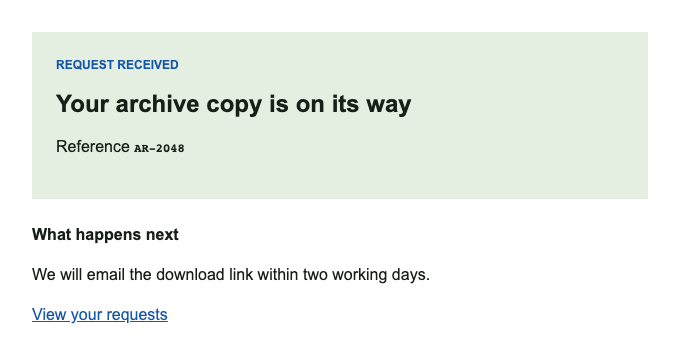 REQUEST RECEIVED
Your archive copy is on its way
Reference AR-2048
What happens next
We will email the download link within two working days.
View your requests